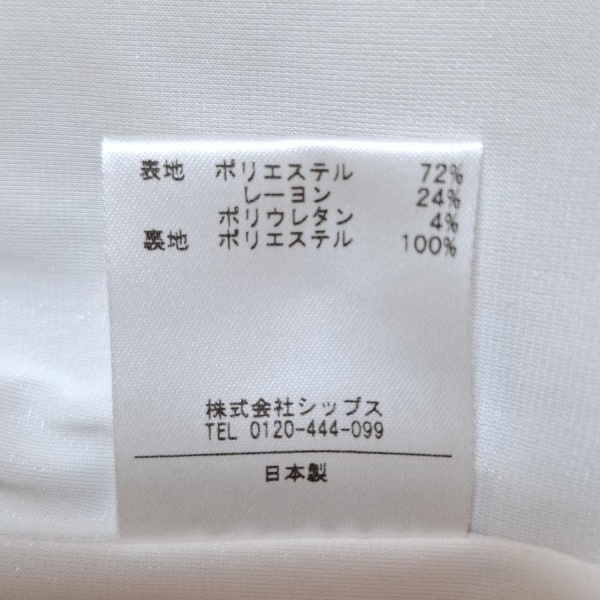 表地 ポリエステル 72%
レーヨン 24%
ポリウレタン 4%
裏地 ポリエステル 100%
株式会社シップス
TEL 0120-444-099
日本製